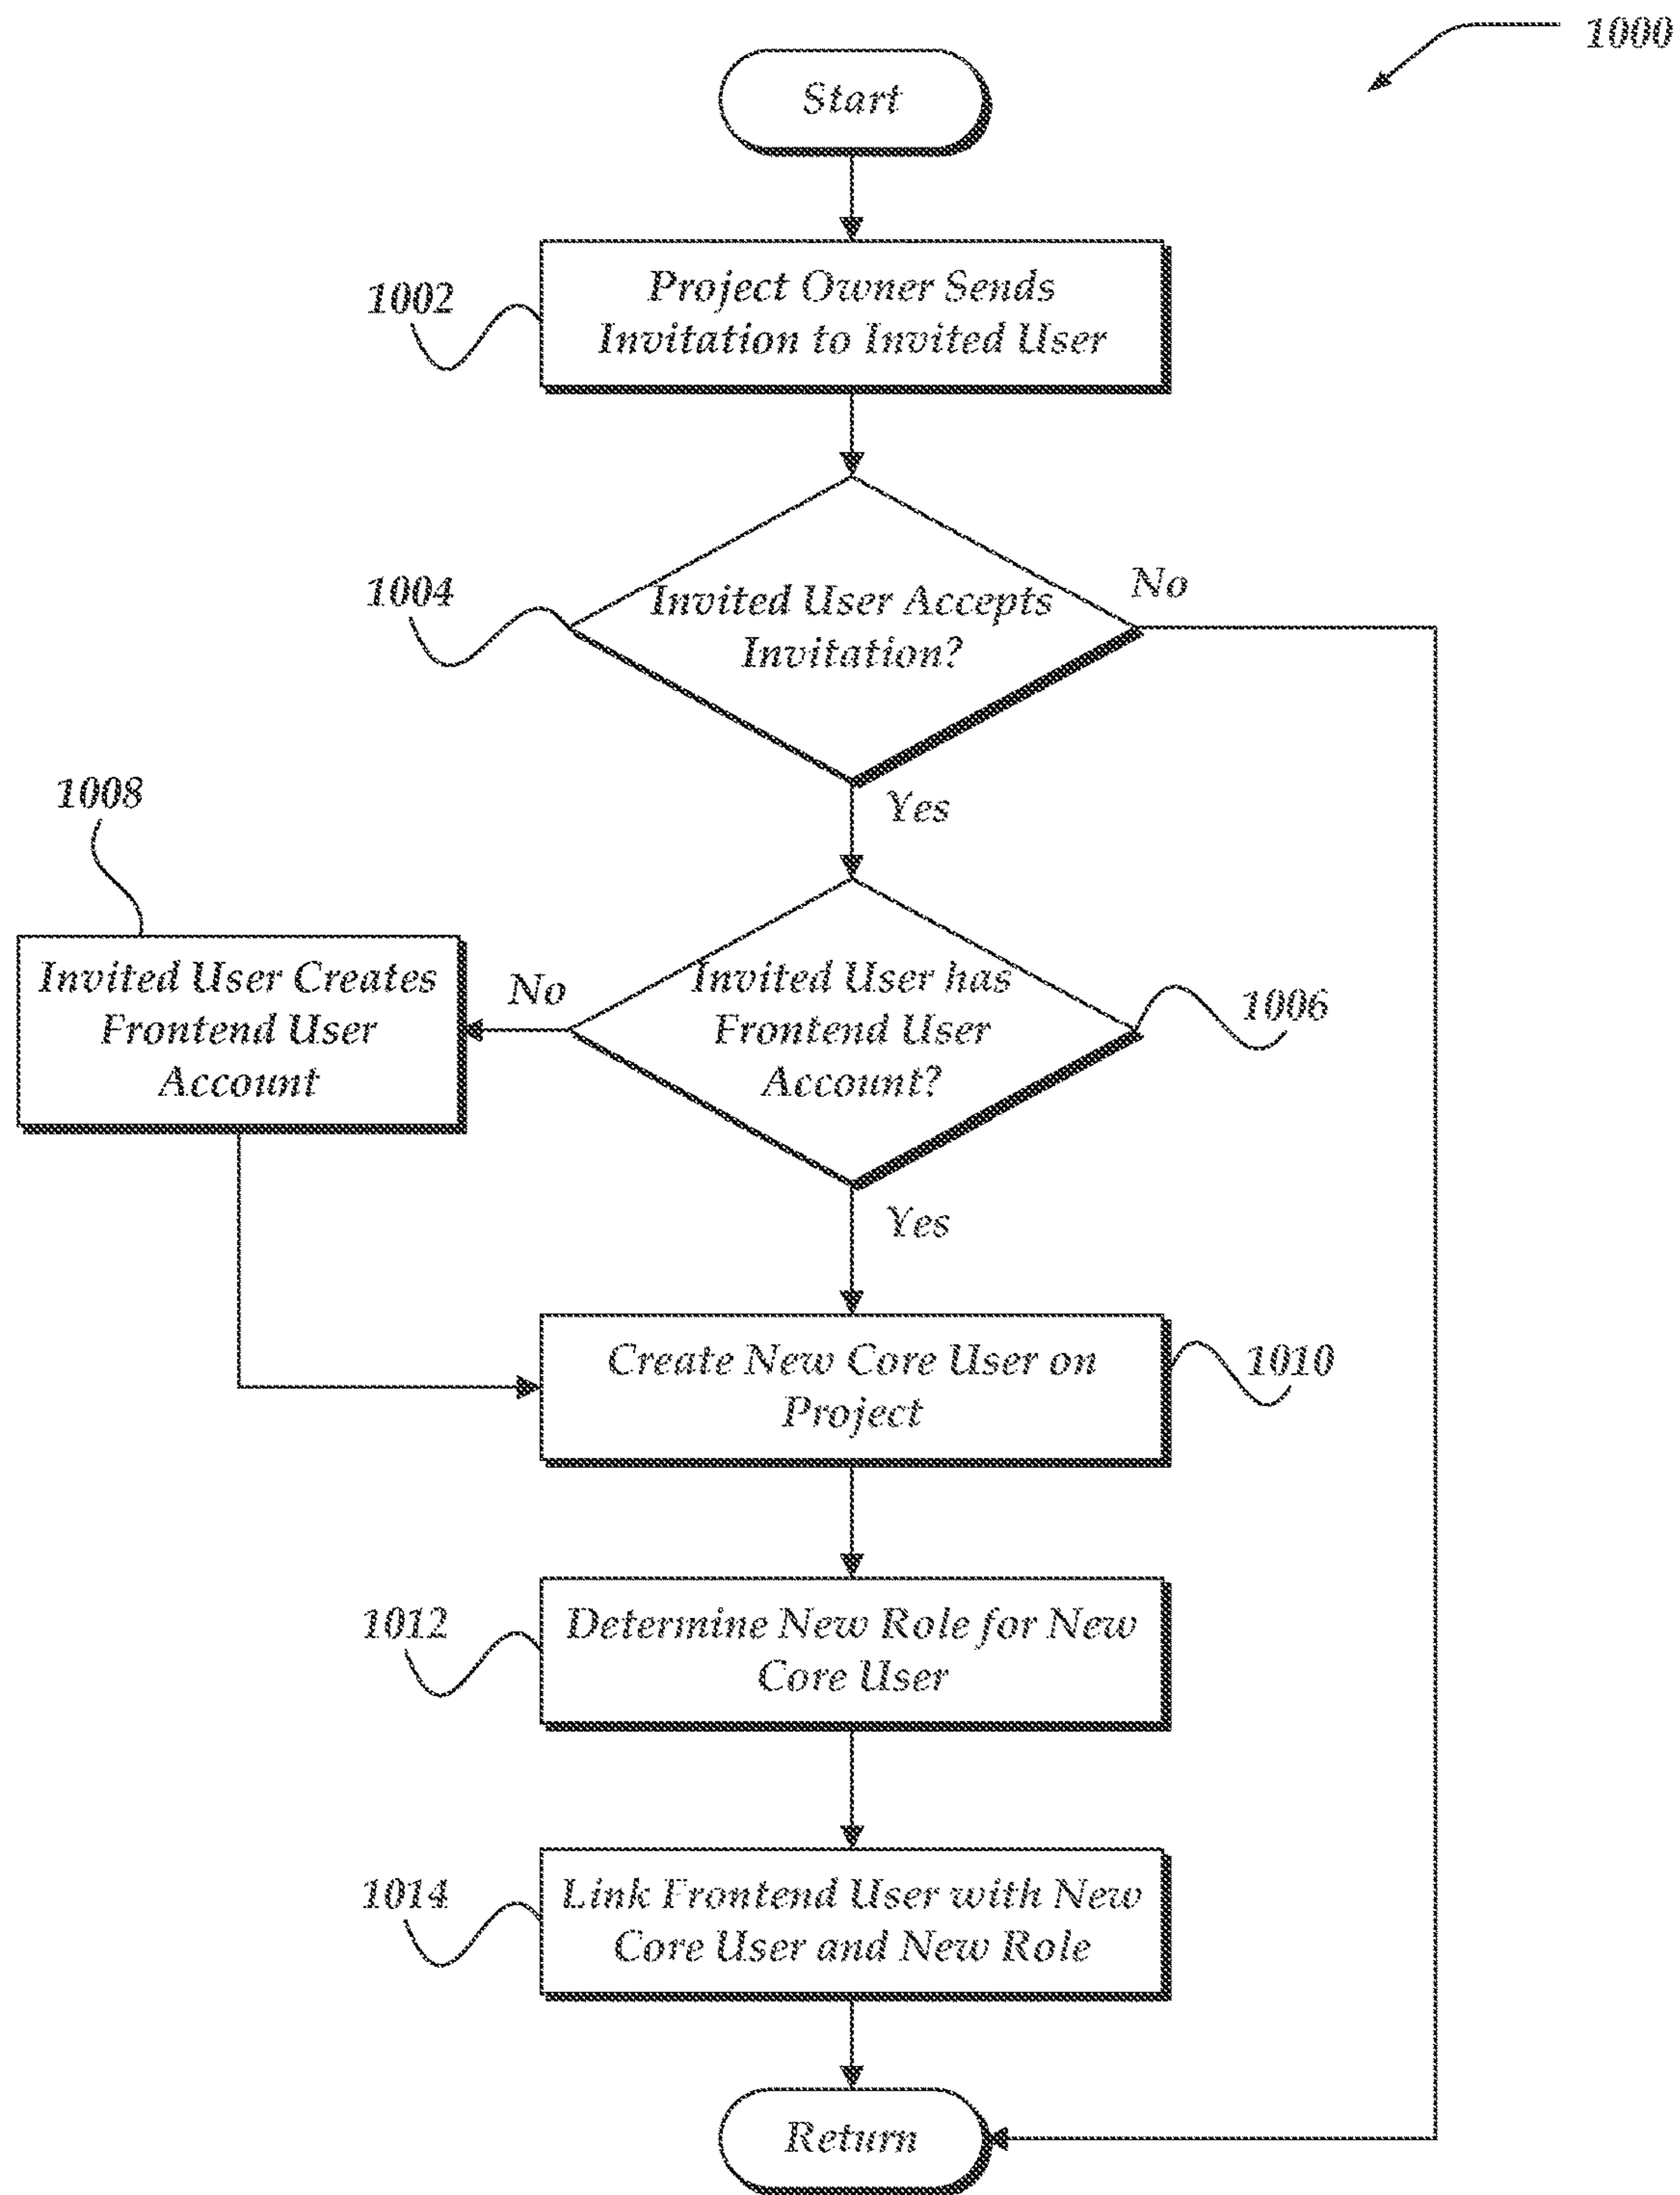 1000
Start
1002
Project Owner Sends
Invitation to Invited User
1004
Invited User Accepts
Invitation?
No
Yes
1008
Invited User Creates
Frontend User
Account
No
Invited User has
Frontend User
Account?
1006
Yes
Create New Core User on
Project
1010
1012
Determine New Role for New
Core User
1014
Link Frontend User with New
Core User and New Role
Return